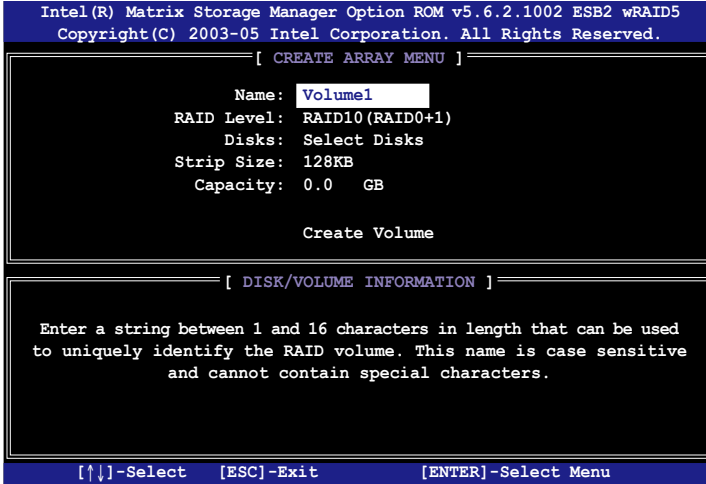 Intel(R) Matrix Storage Manager Option ROM v5.6.2.1002 ESB2 wRAID5
Copyright(C) 2003-05 Intel Corporation. All Rights Reserved.
[ CREATE ARRAY MENU ]
Name: Volume1
RAID Level: RAID10(RAID0+1)
Disks: Select Disks
Strip Size: 128KB
Capacity: 0.0 GB
Create Volume
[ DISK/VOLUME INFORMATION ]
Enter a string between 1 and 16 characters in length that can be used
to uniquely identify the RAID volume. This name is case sensitive
and cannot contain special characters.
[↑↓]-Select [ESC]-Exit [ENTER]-Select Menu